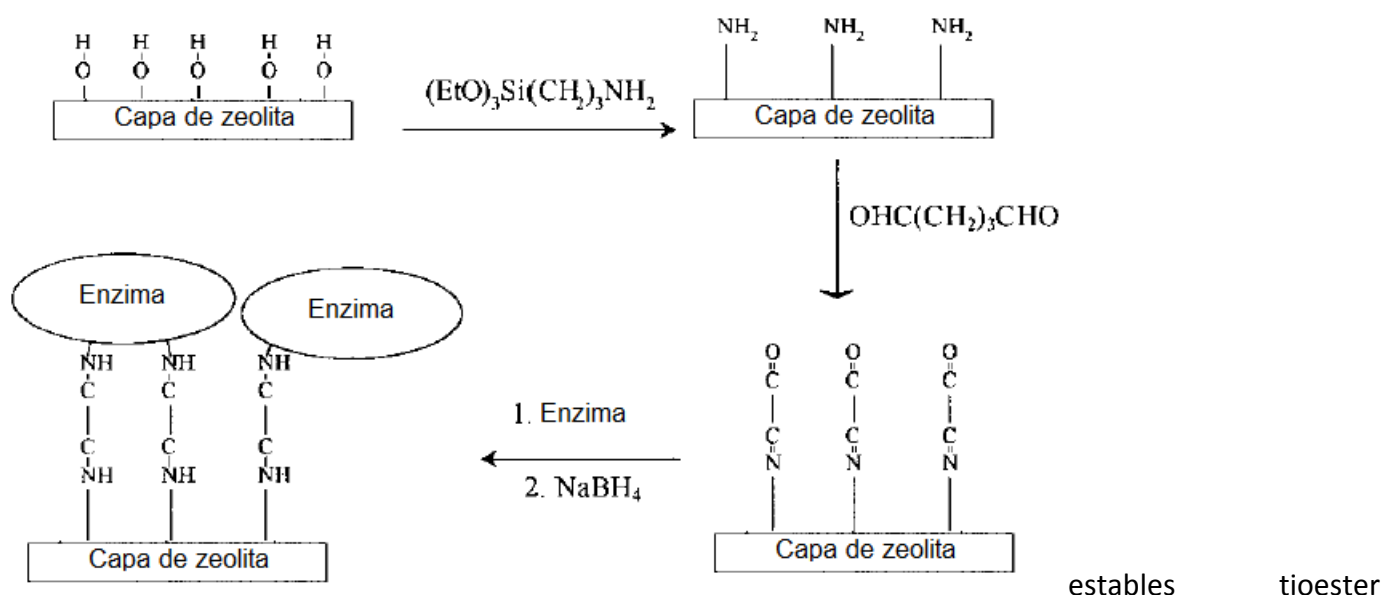 H H H H H
O O O O O
Capa de zeolita
(EtO)₃Si(CH₂)₃NH₂
NH₂ NH₂ NH₂
Capa de zeolita
OHC(CH₂)₃CHO
O O O
C C C
C C C
N N N
Capa de zeolita
1. Enzima
2. NaBH₄
Enzima Enzima
NH NH NH
C C C
C C C
NH NH NH
Capa de zeolita
estables tioester